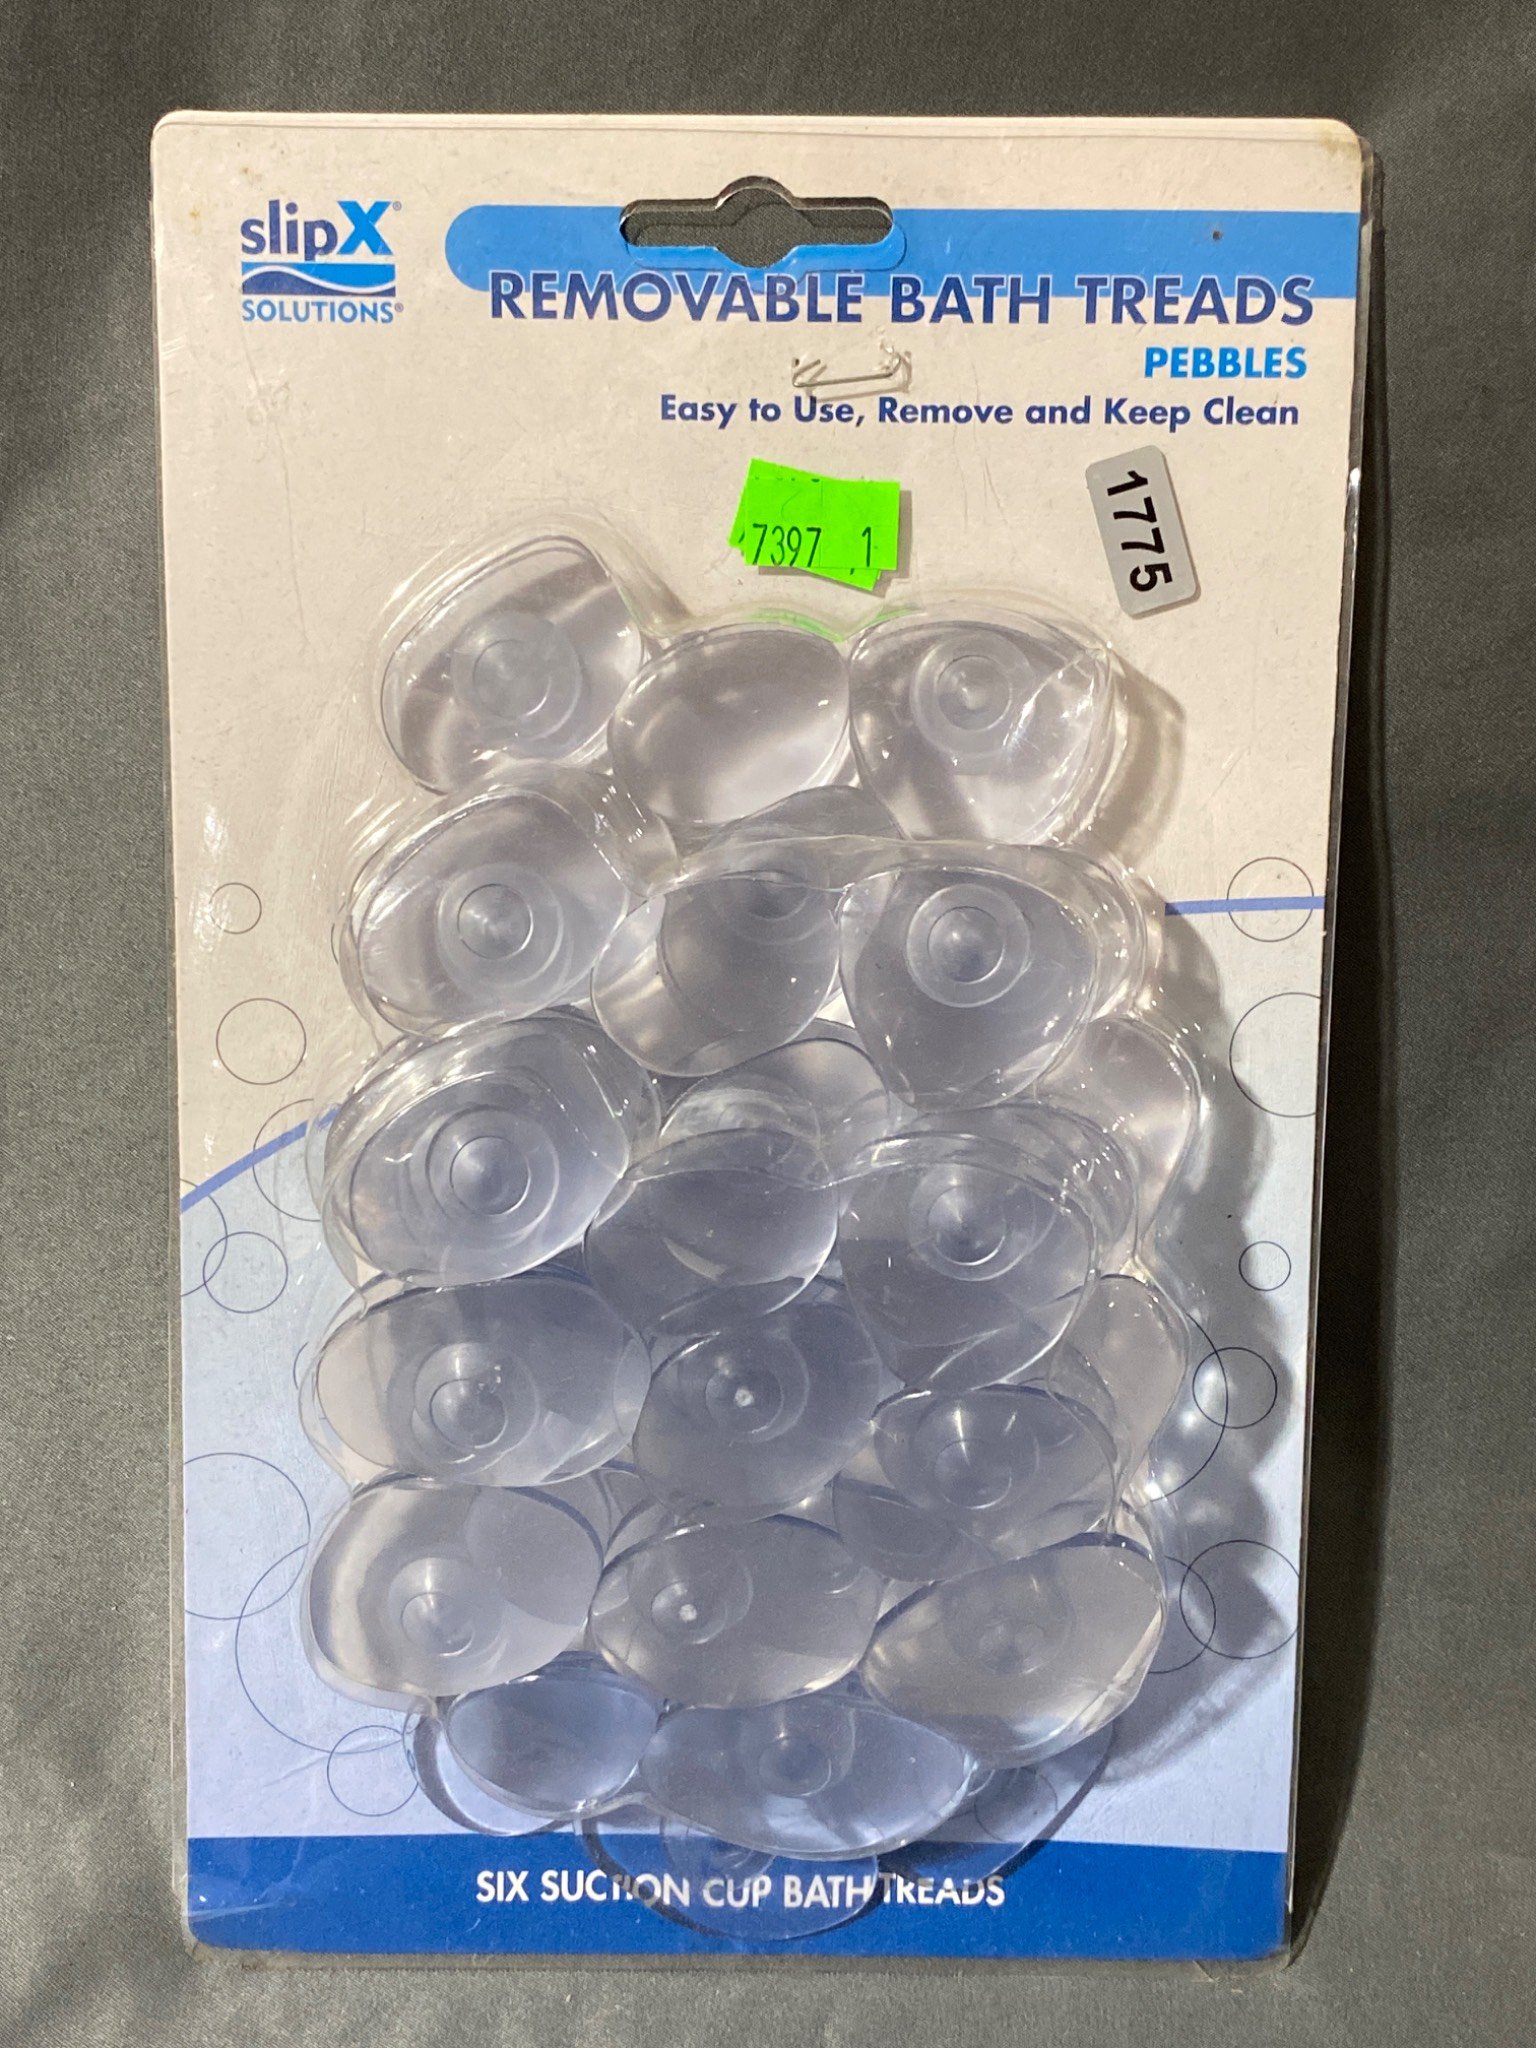 slipX®
SOLUTIONS®
REMOVABLE BATH TREADS
PEBBLES
Easy to Use, Remove and Keep Clean
7397 1
1775
SIX SUCTION CUP BATH TREADS